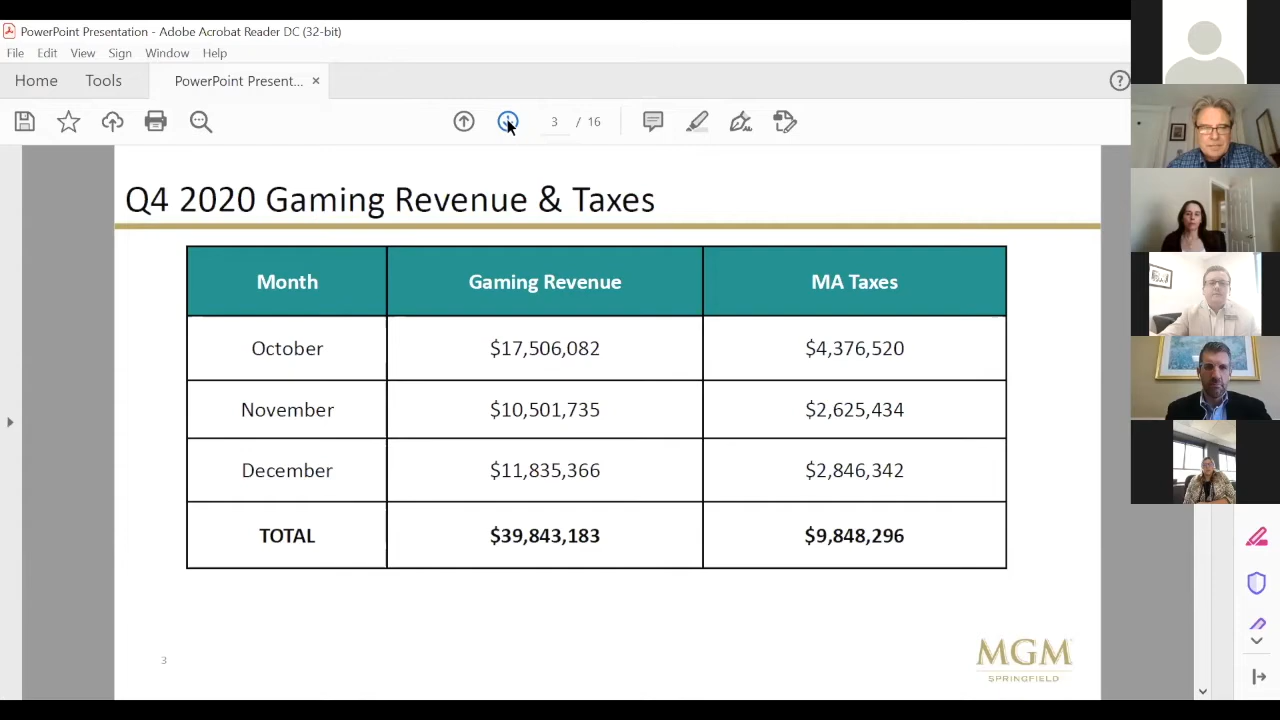 PowerPoint Presentation - Adobe Acrobat Reader DC (32-bit)
File Edit View Sign Window Help
Home Tools PowerPoint Present... ×
3 / 16
Q4 2020 Gaming Revenue & Taxes
Month Gaming Revenue MA Taxes
October $17,506,082 $4,376,520
November $10,501,735 $2,625,434
December $11,835,366 $2,846,342
TOTAL $39,843,183 $9,848,296
3
MGM
SPRINGFIELD